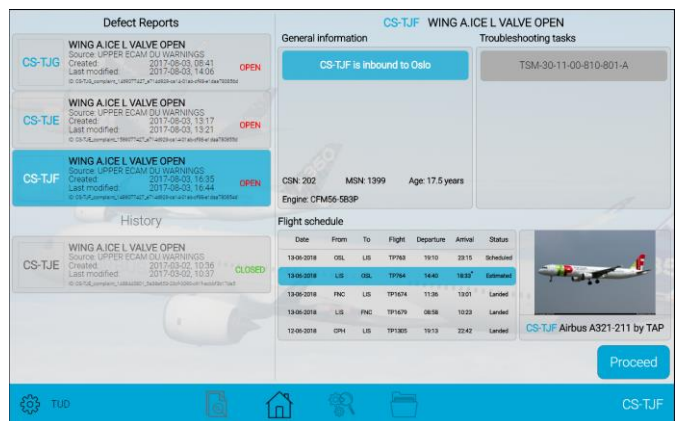 Defect Reports
CS-TJG
WING A.ICE L VALVE OPEN
Source: UPPER ECAM DU WARNINGS
Created: 2017-08-03, 08:41
Last modified: 2017-08-03, 14:06
OPEN
CS-TJE
WING A.ICE L VALVE OPEN
Source: UPPER ECAM DU WARNINGS
Created: 2017-08-03, 13:17
Last modified: 2017-08-03, 13:21
OPEN
CS-TJF
WING A.ICE L VALVE OPEN
Source: UPPER ECAM DU WARNINGS
Created: 2017-08-03, 16:35
Last modified: 2017-08-03, 16:44
OPEN
History
CS-TJE
WING A.ICE L VALVE OPEN
Source: UPPER ECAM DU WARNINGS
Created: 2017-03-02, 10:36
Last modified: 2017-03-02, 10:37
CLOSED
CS-TJF WING A.ICE L VALVE OPEN
General information
CS-TJF is inbound to Oslo
CSN: 202 MSN: 1399 Age: 17.5 years
Engine: CFM56-5B3P
Troubleshooting tasks
TSM-30-11-00-810-801-A
Flight schedule
Date From To Flight Departure Arrival Status
13-06-2018 OSL LIS TP763 19:10 23:15 Scheduled
13-06-2018 LIS OSL TP764 14:40 18:33* Estimated
13-06-2018 FNC LIS TP1674 11:36 13:01 Landed
13-06-2018 LIS FNC TP1679 08:58 10:23 Landed
12-06-2018 CPH LIS TP1305 19:13 22:42 Landed
CS-TJF Airbus A321-211 by TAP
Proceed
TUD
CS-TJF